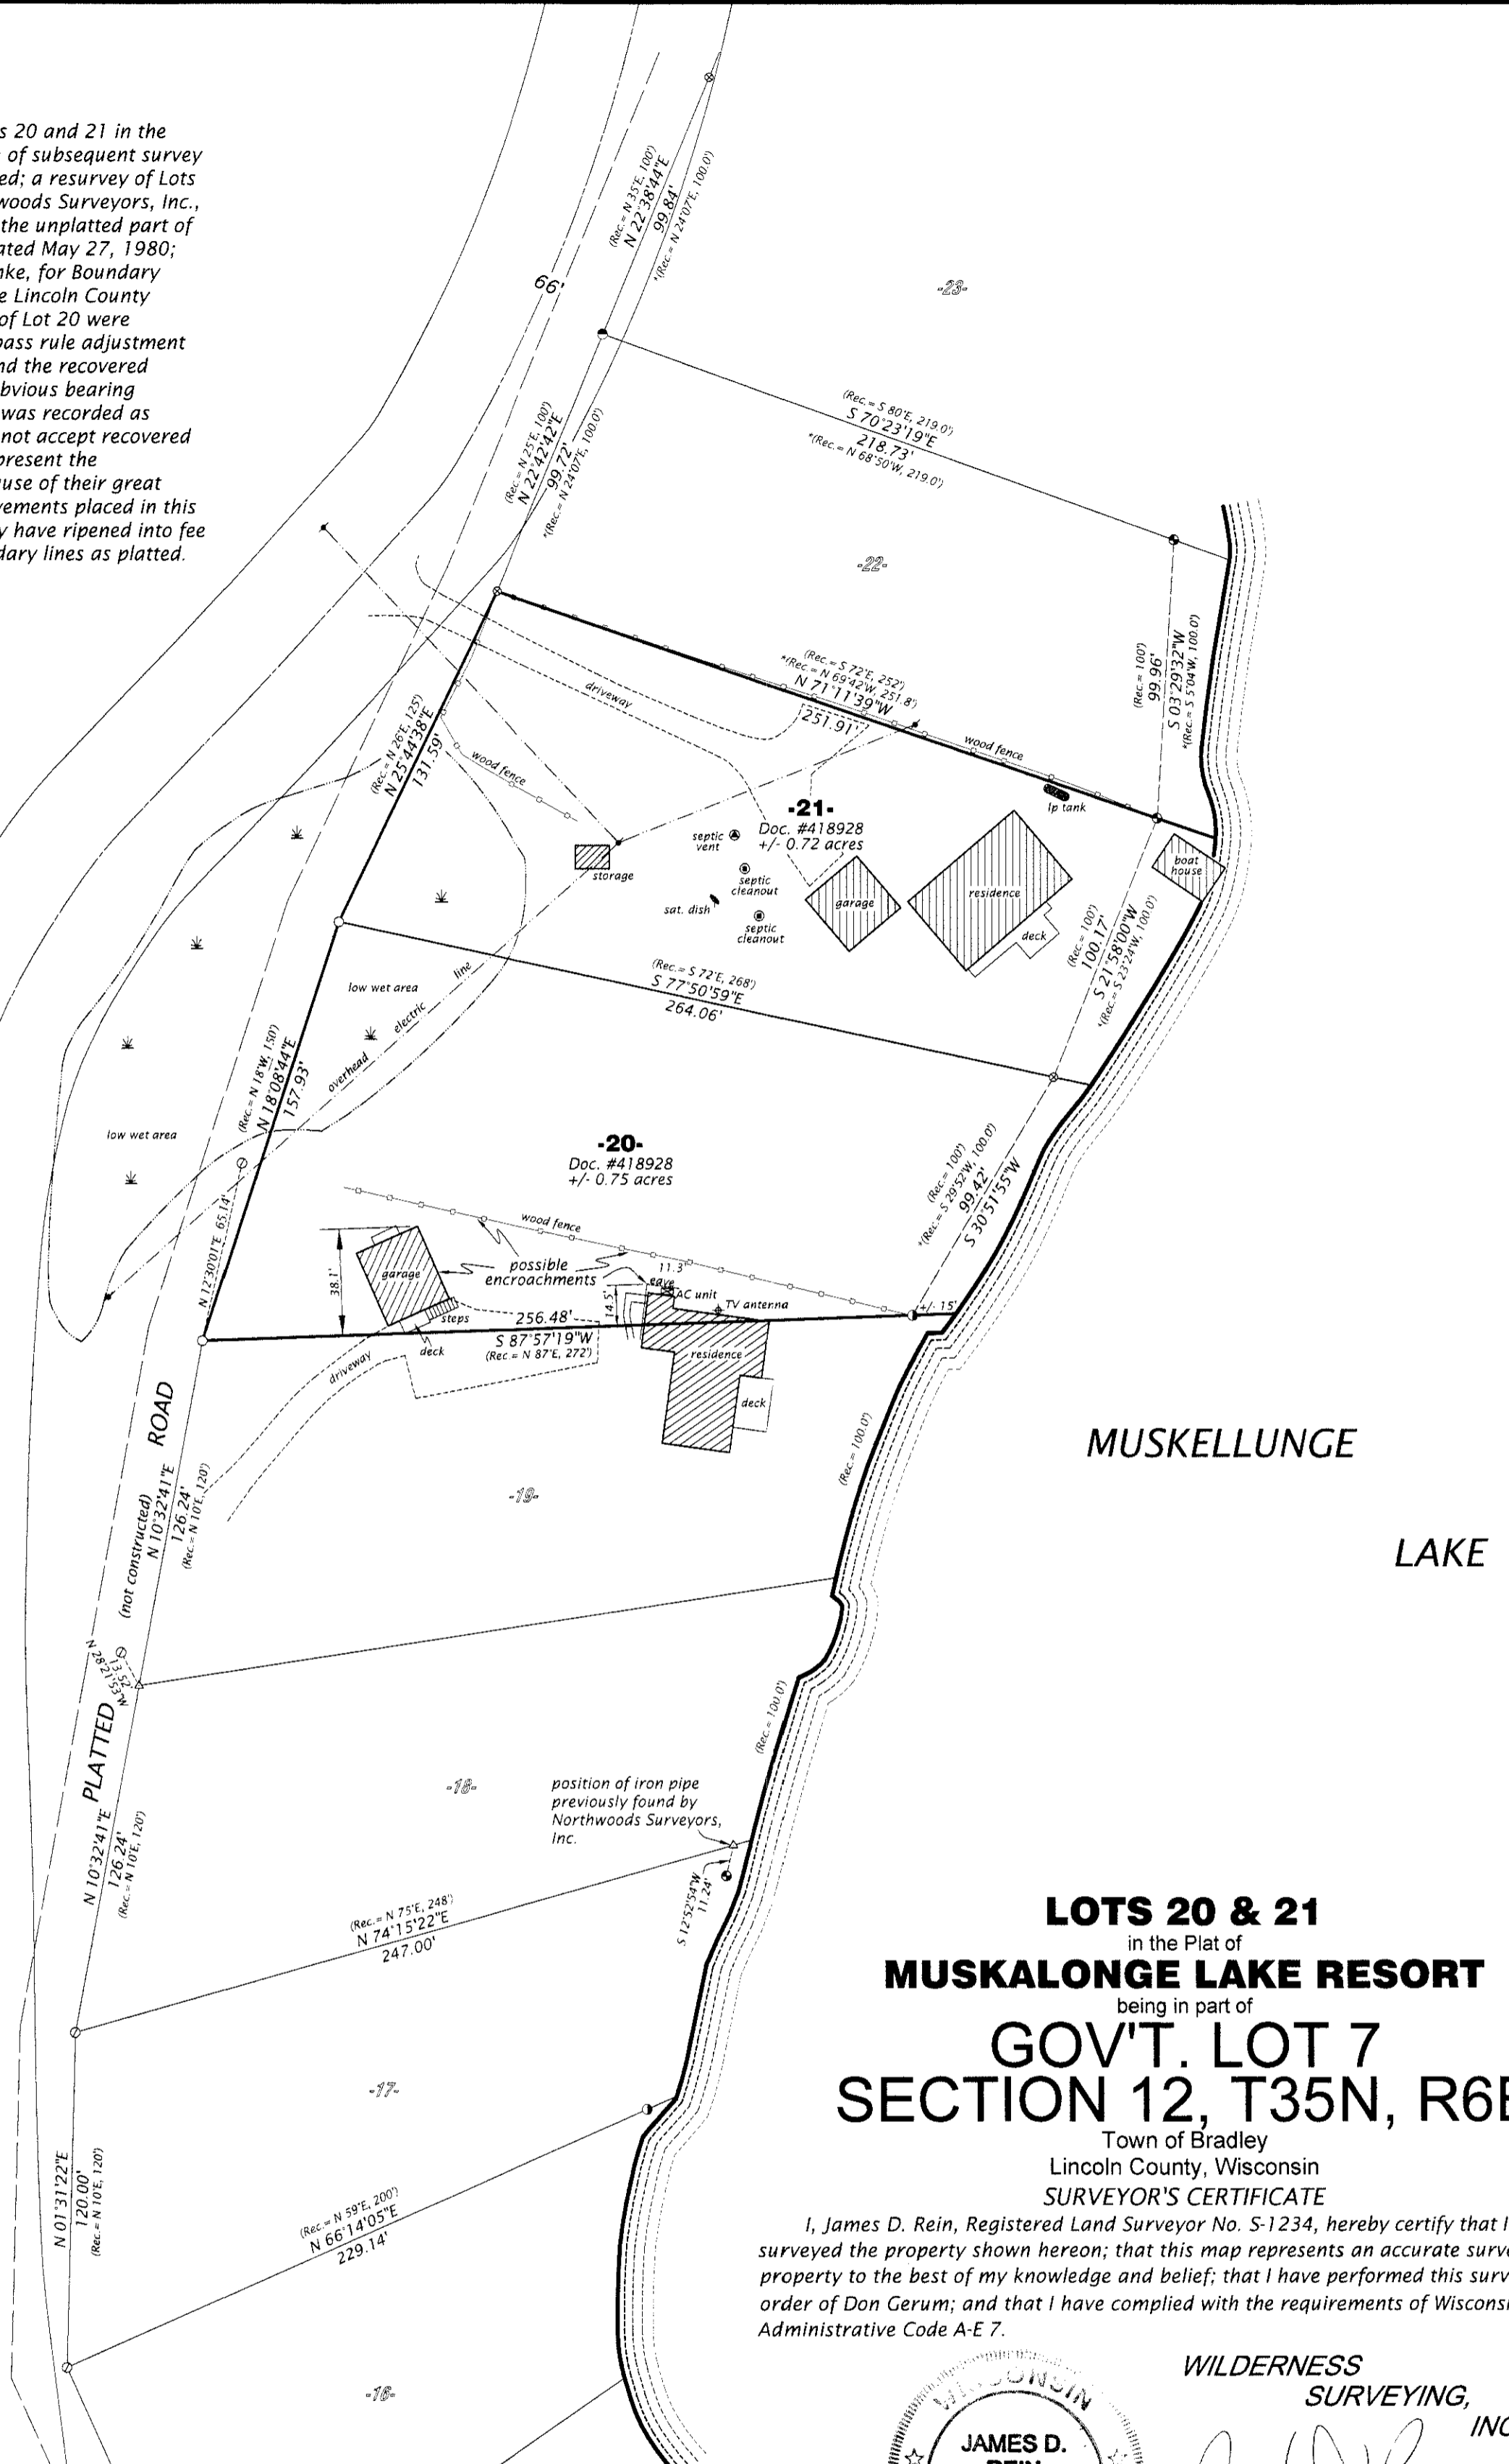 s 20 and 21 in the
of subsequent survey
ed; a resurvey of Lots
woods Surveyors, Inc.,
the unplatted part of
ated May 27, 1980;
nke, for Boundary
e Lincoln County
of Lot 20 were
pass rule adjustment
nd the recovered
bvious bearing
was recorded as
not accept recovered
present the
use of their great
vements placed in this
y have ripened into fee
dary lines as platted.
(Rec.= N 35°E, 100')
N 22°38'44"E
99.84'
*(Rec.= N 24°07'E, 100.0')
66'
-23-
(Rec.= S 80°E, 219.0')
S 70°23'19"E
218.73'
*(Rec.= N 68°50'W, 219.0')
(Rec.= N 25°E, 100')
N 22°42'42"E
99.72'
*(Rec.= N 24°07'E, 100.0')
-22-
(Rec.= S 72°E, 252')
*(Rec.= N 69°42'W, 251.8')
N 71°11'39"W
251.91'
(Rec.= 100')
99.96'
S 03°29'32"W
*(Rec.= S 5°04'W, 100.0')
driveway
wood fence
(Rec.= N 26°E, 125')
N 25°44'38"E
131.59'
wood fence
lp tank
-21-
Doc. #418928
+/- 0.72 acres
septic
vent
septic
cleanout
sat. dish
septic
cleanout
storage
garage
residence
deck
boat
house
(Rec.= 100')
100.17'
S 21°58'00"W
*(Rec.= S 23°24'W, 100.0')
(Rec.= S 72°E, 268')
S 77°50'59"E
264.06'
low wet area
overhead electric line
(Rec.= N 18°W, 150')
N 18°08'44"E
157.93'
low wet area
-20-
Doc. #418928
+/- 0.75 acres
(Rec.= 100')
*(Rec.= S 29°52'W, 100.0')
99.42'
S 30°51'55"W
N 12°30'01"E 65.14'
wood fence
possible
encroachments
38.1'
garage
11.3'
eave
AC unit
14.5'
TV antenna
+/- 15'
steps
deck
256.48'
S 87°57'19"W
(Rec.= N 87°E, 272')
driveway
residence
deck
MUSKELLUNGE
LAKE
(Rec.= 100.0')
-19-
PLATTED ROAD
(not constructed)
N 10°32'41"E
126.24'
(Rec.= N 10°E, 120')
13.52'
N 28°21'53"W
(Rec.= 100.0')
-18-
position of iron pipe
previously found by
Northwoods Surveyors,
Inc.
N 10°32'41"E
126.24'
(Rec.= N 10°E, 120')
S 12°52'54"W
11.24'
(Rec.= N 75°E, 248')
N 74°15'22"E
247.00'
-17-
N 01°31'22"E
120.00'
(Rec.= N 10°E, 120')
(Rec.= N 59°E, 200')
N 66°14'05"E
229.14'
-16-
LOTS 20 & 21
in the Plat of
MUSKALONGE LAKE RESORT
being in part of
GOV'T. LOT 7
SECTION 12, T35N, R6E
Town of Bradley
Lincoln County, Wisconsin
SURVEYOR'S CERTIFICATE
I, James D. Rein, Registered Land Surveyor No. S-1234, hereby certify that I
surveyed the property shown hereon; that this map represents an accurate surve
property to the best of my knowledge and belief; that I have performed this surv
order of Don Gerum; and that I have complied with the requirements of Wisconsi
Administrative Code A-E 7.
WISCONSIN
JAMES D.
REIN
WILDERNESS
SURVEYING,
INC